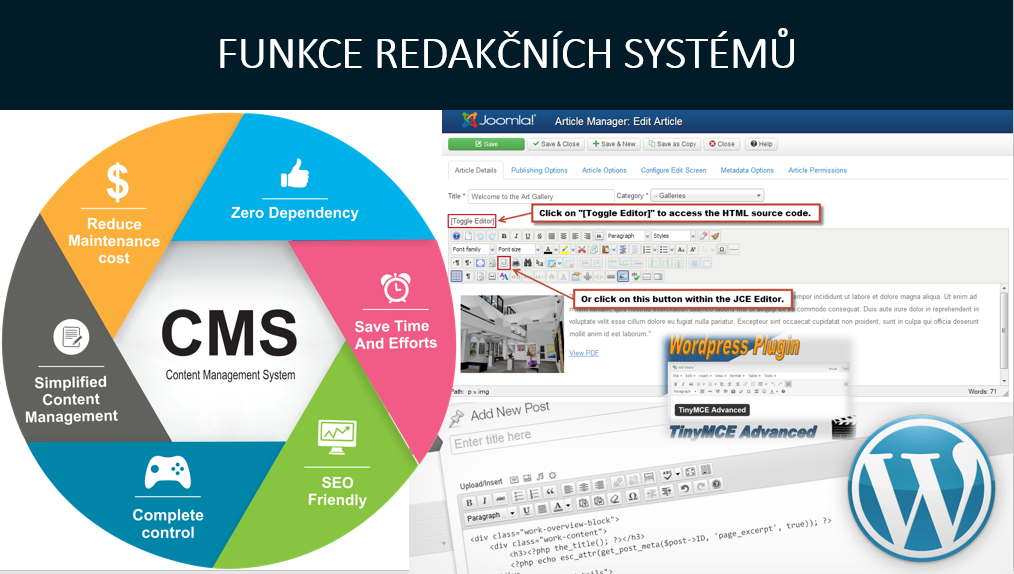 FUNKCE REDAKČNÍCH SYSTÉMŮ
Reduce
Maintenance
cost
Zero Dependency
Save Time
And Efforts
SEO
Friendly
Complete
control
Simplified
Content
Management
CMS
Content Management System
Joomla!
Article Manager: Edit Article
Save
Save & Close
Save & New
Save as Copy
Close
Help
Article Details
Publishing Options
Article Options
Configure Edit Screen
Metadata Options
Article Permissions
Title * Welcome to the Art Gallery Category * - Galleries
[Toggle Editor]
Click on "[Toggle Editor]" to access the HTML source code.
Paragraph Styles
Font family Font size
Or click on this button within the JCE Editor.
tempor incididunt ut labore et dolore magna aliqua. Ut enim ad
commodo consequat. Duis aute irure dolor in reprehenderit in
voluptate velit esse cillum dolore eu fugiat nulla pariatur. Excepteur sint occaecat cupidatat non proident, sunt in culpa qui officia deserunt
mollit anim id est laborum."
View PDF
Path: p » img
Words: 71
Wordpress Plugin
TinyMCE Advanced
TinyMCE Advanced
Add New Post
Enter title here
Upload/Insert
Paragraph
<div class="work-overview-block">
<div class="work-content">
<h3><?php the_title(); ?></h3>
<?php echo esc_attr(get_post_meta($post->ID, 'page_excerpt', true)); ?>